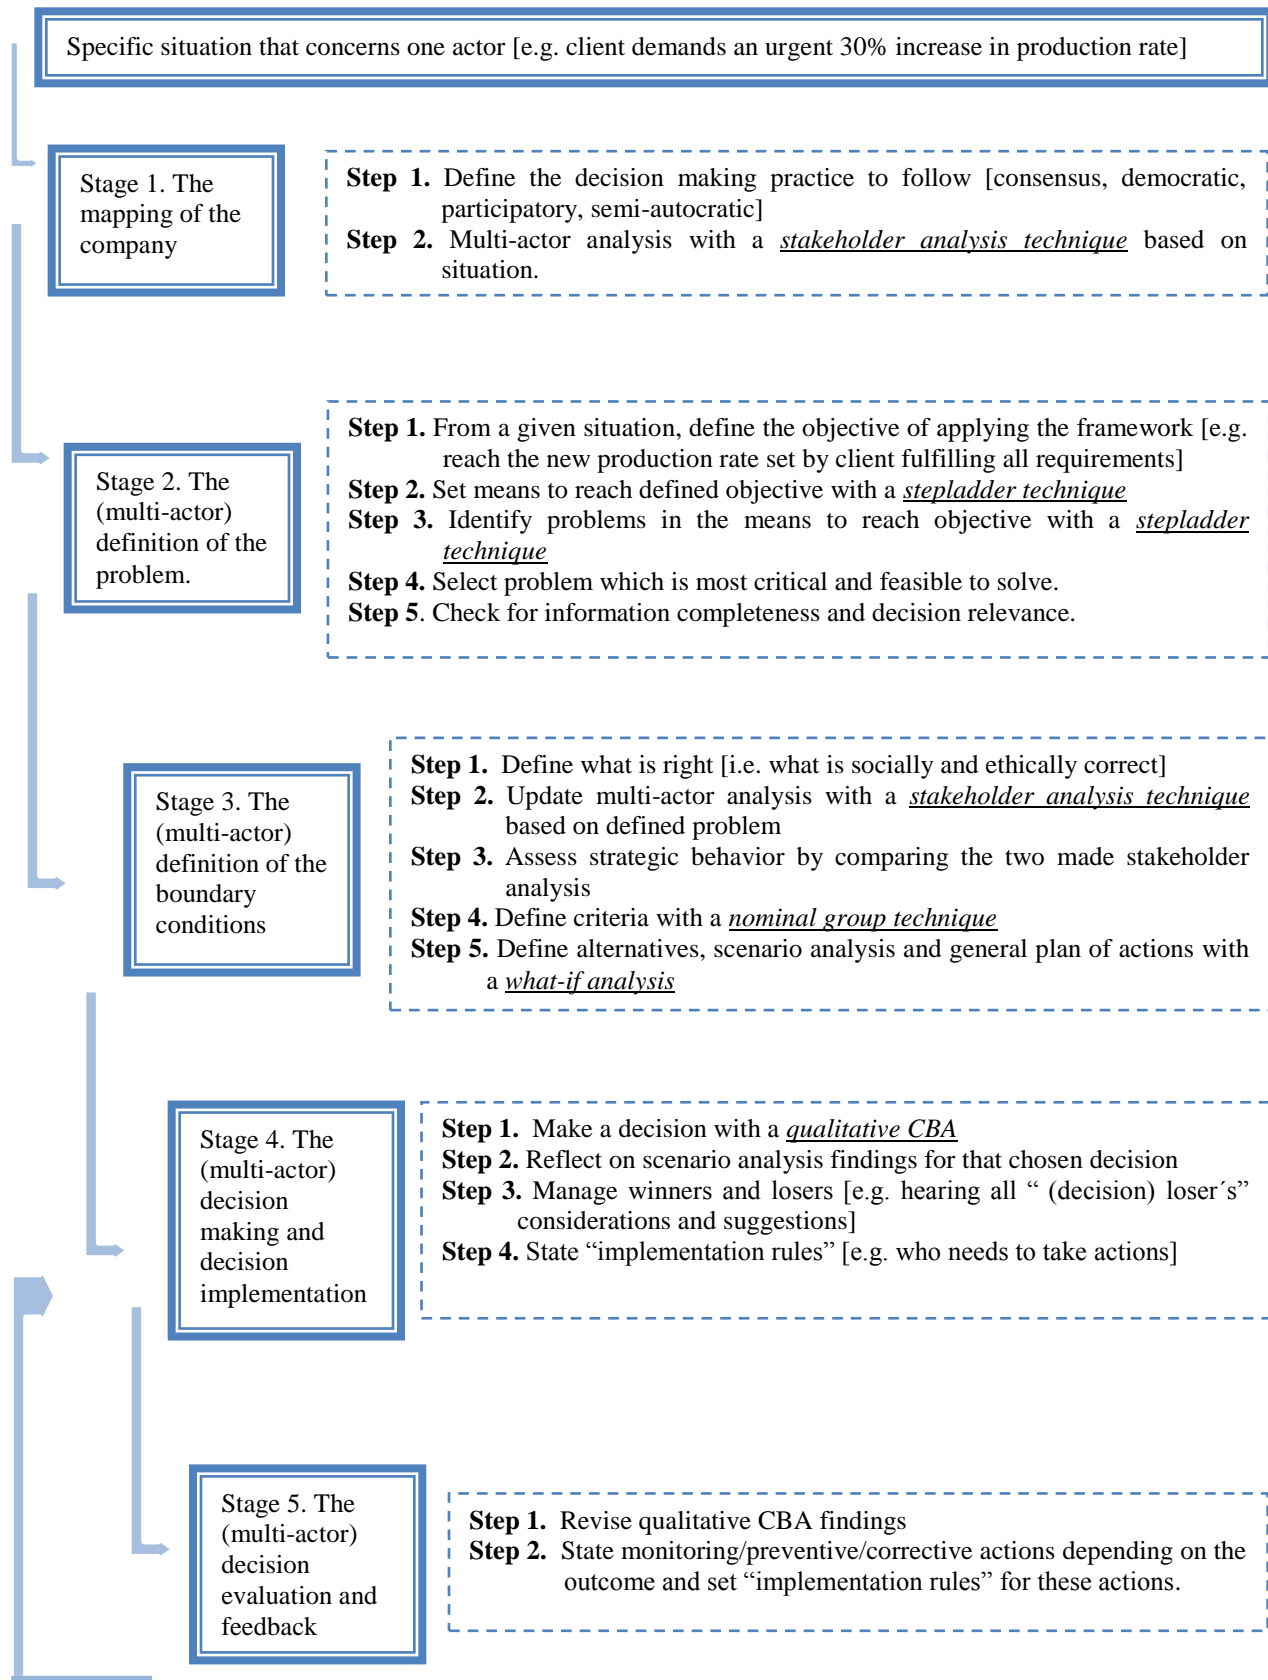 Specific situation that concerns one actor [e.g. client demands an urgent 30% increase in production rate]
Stage 1. The
mapping of the
company
Step 1. Define the decision making practice to follow [consensus, democratic,
participatory, semi-autocratic]
Step 2. Multi-actor analysis with a stakeholder analysis technique based on
situation.
Stage 2. The
(multi-actor)
definition of the
problem.
Step 1. From a given situation, define the objective of applying the framework [e.g.
reach the new production rate set by client fulfilling all requirements]
Step 2. Set means to reach defined objective with a stepladder technique
Step 3. Identify problems in the means to reach objective with a stepladder
technique
Step 4. Select problem which is most critical and feasible to solve.
Step 5. Check for information completeness and decision relevance.
Stage 3. The
(multi-actor)
definition of the
boundary
conditions
Step 1. Define what is right [i.e. what is socially and ethically correct]
Step 2. Update multi-actor analysis with a stakeholder analysis technique
based on defined problem
Step 3. Assess strategic behavior by comparing the two made stakeholder
analysis
Step 4. Define criteria with a nominal group technique
Step 5. Define alternatives, scenario analysis and general plan of actions with
a what-if analysis
Stage 4. The
(multi-actor)
decision
making and
decision
implementation
Step 1. Make a decision with a qualitative CBA
Step 2. Reflect on scenario analysis findings for that chosen decision
Step 3. Manage winners and losers [e.g. hearing all “ (decision) loser´s”
considerations and suggestions]
Step 4. State “implementation rules” [e.g. who needs to take actions]
Stage 5. The
(multi-actor)
decision
evaluation and
feedback
Step 1. Revise qualitative CBA findings
Step 2. State monitoring/preventive/corrective actions depending on the
outcome and set “implementation rules” for these actions.